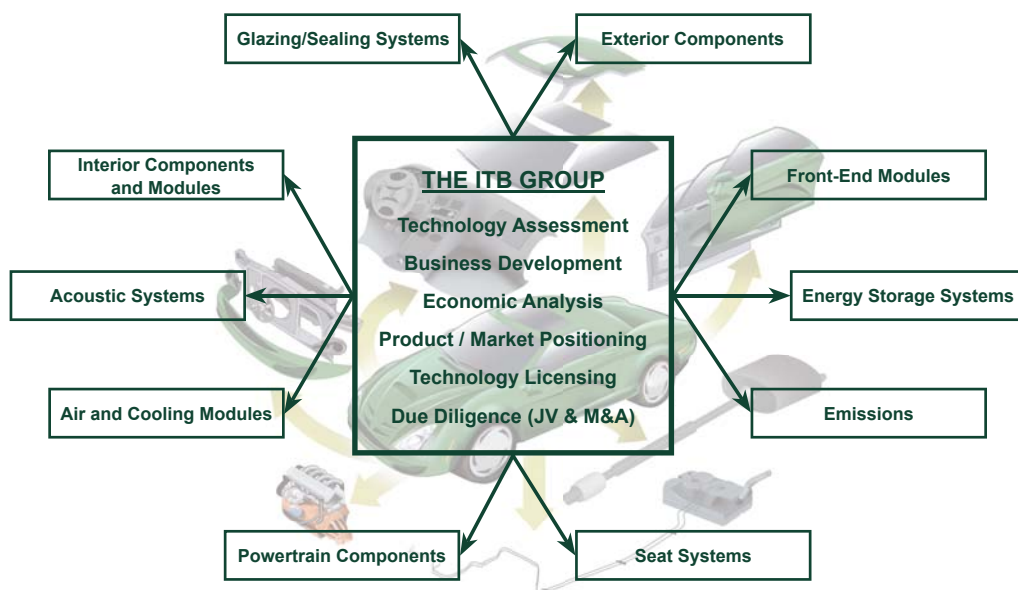 Glazing/Sealing Systems
Exterior Components
Interior Components
and Modules
THE ITB GROUP
Front-End Modules
Technology Assessment
Business Development
Acoustic Systems
Economic Analysis
Energy Storage Systems
Product / Market Positioning
Technology Licensing
Air and Cooling Modules
Due Diligence (JV & M&A)
Emissions
Powertrain Components
Seat Systems